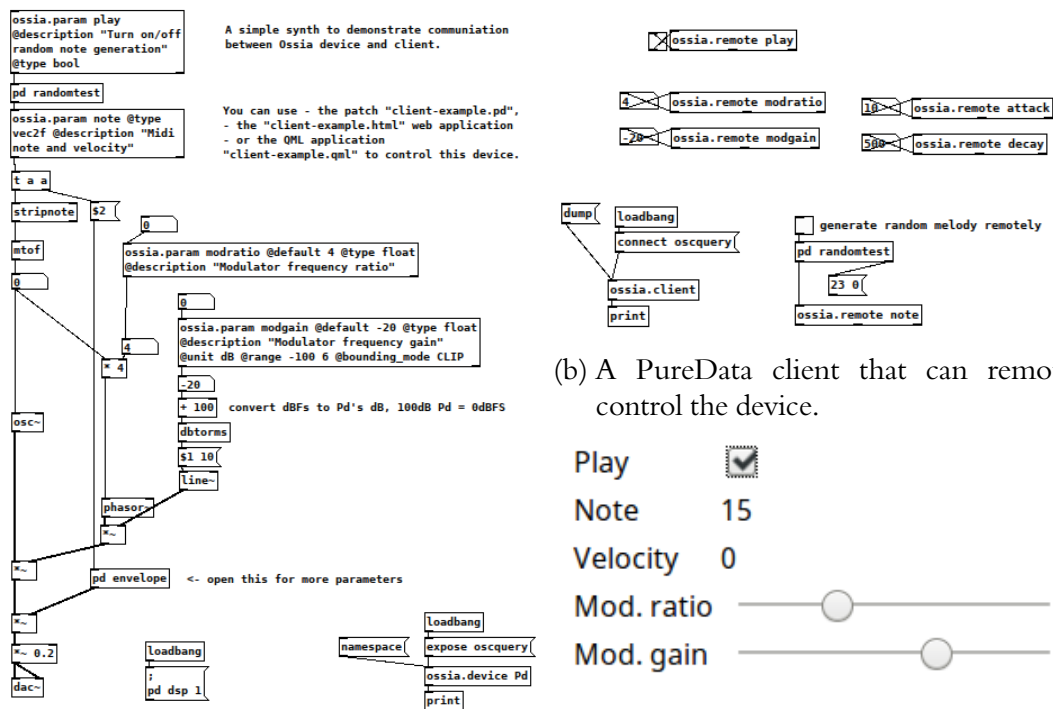 ossia.param play
@description "Turn on/off
random note generation"
@type bool
pd randomtest
ossia.param note @type
vec2f @description "Midi
note and velocity"
t a a
stripnote
$2
mtof
0
A simple synth to demonstrate communiation
between Ossia device and client.
You can use - the patch "client-example.pd",
- the "client-example.html" web application
- or the QML application
"client-example.qml" to control this device.
0
ossia.param modratio @default 4 @type float
@description "Modulator frequency ratio"
0
ossia.param modgain @default -20 @type float
@description "Modulator frequency gain"
@unit dB @range -100 6 @bounding_mode CLIP
4
* 4
-20
+ 100
convert dBFs to Pd's dB, 100dB Pd = 0dBFS
osc~
dbtorms
$1 10
line~
phasor~
*~
*~
pd envelope
<- open this for more parameters
*~
*~ 0.2
dac~
loadbang
;
pd dsp 1
namespace
loadbang
expose oscquery
ossia.device Pd
print
ossia.remote play
4
ossia.remote modratio
10
ossia.remote attack
-20
ossia.remote modgain
500
ossia.remote decay
dump
loadbang
connect oscquery
ossia.client
print
generate random melody remotely
pd randomtest
23 0
ossia.remote note
(b) A PureData client that can remo
control the device.
Play
Note 15
Velocity 0
Mod. ratio
Mod. gain